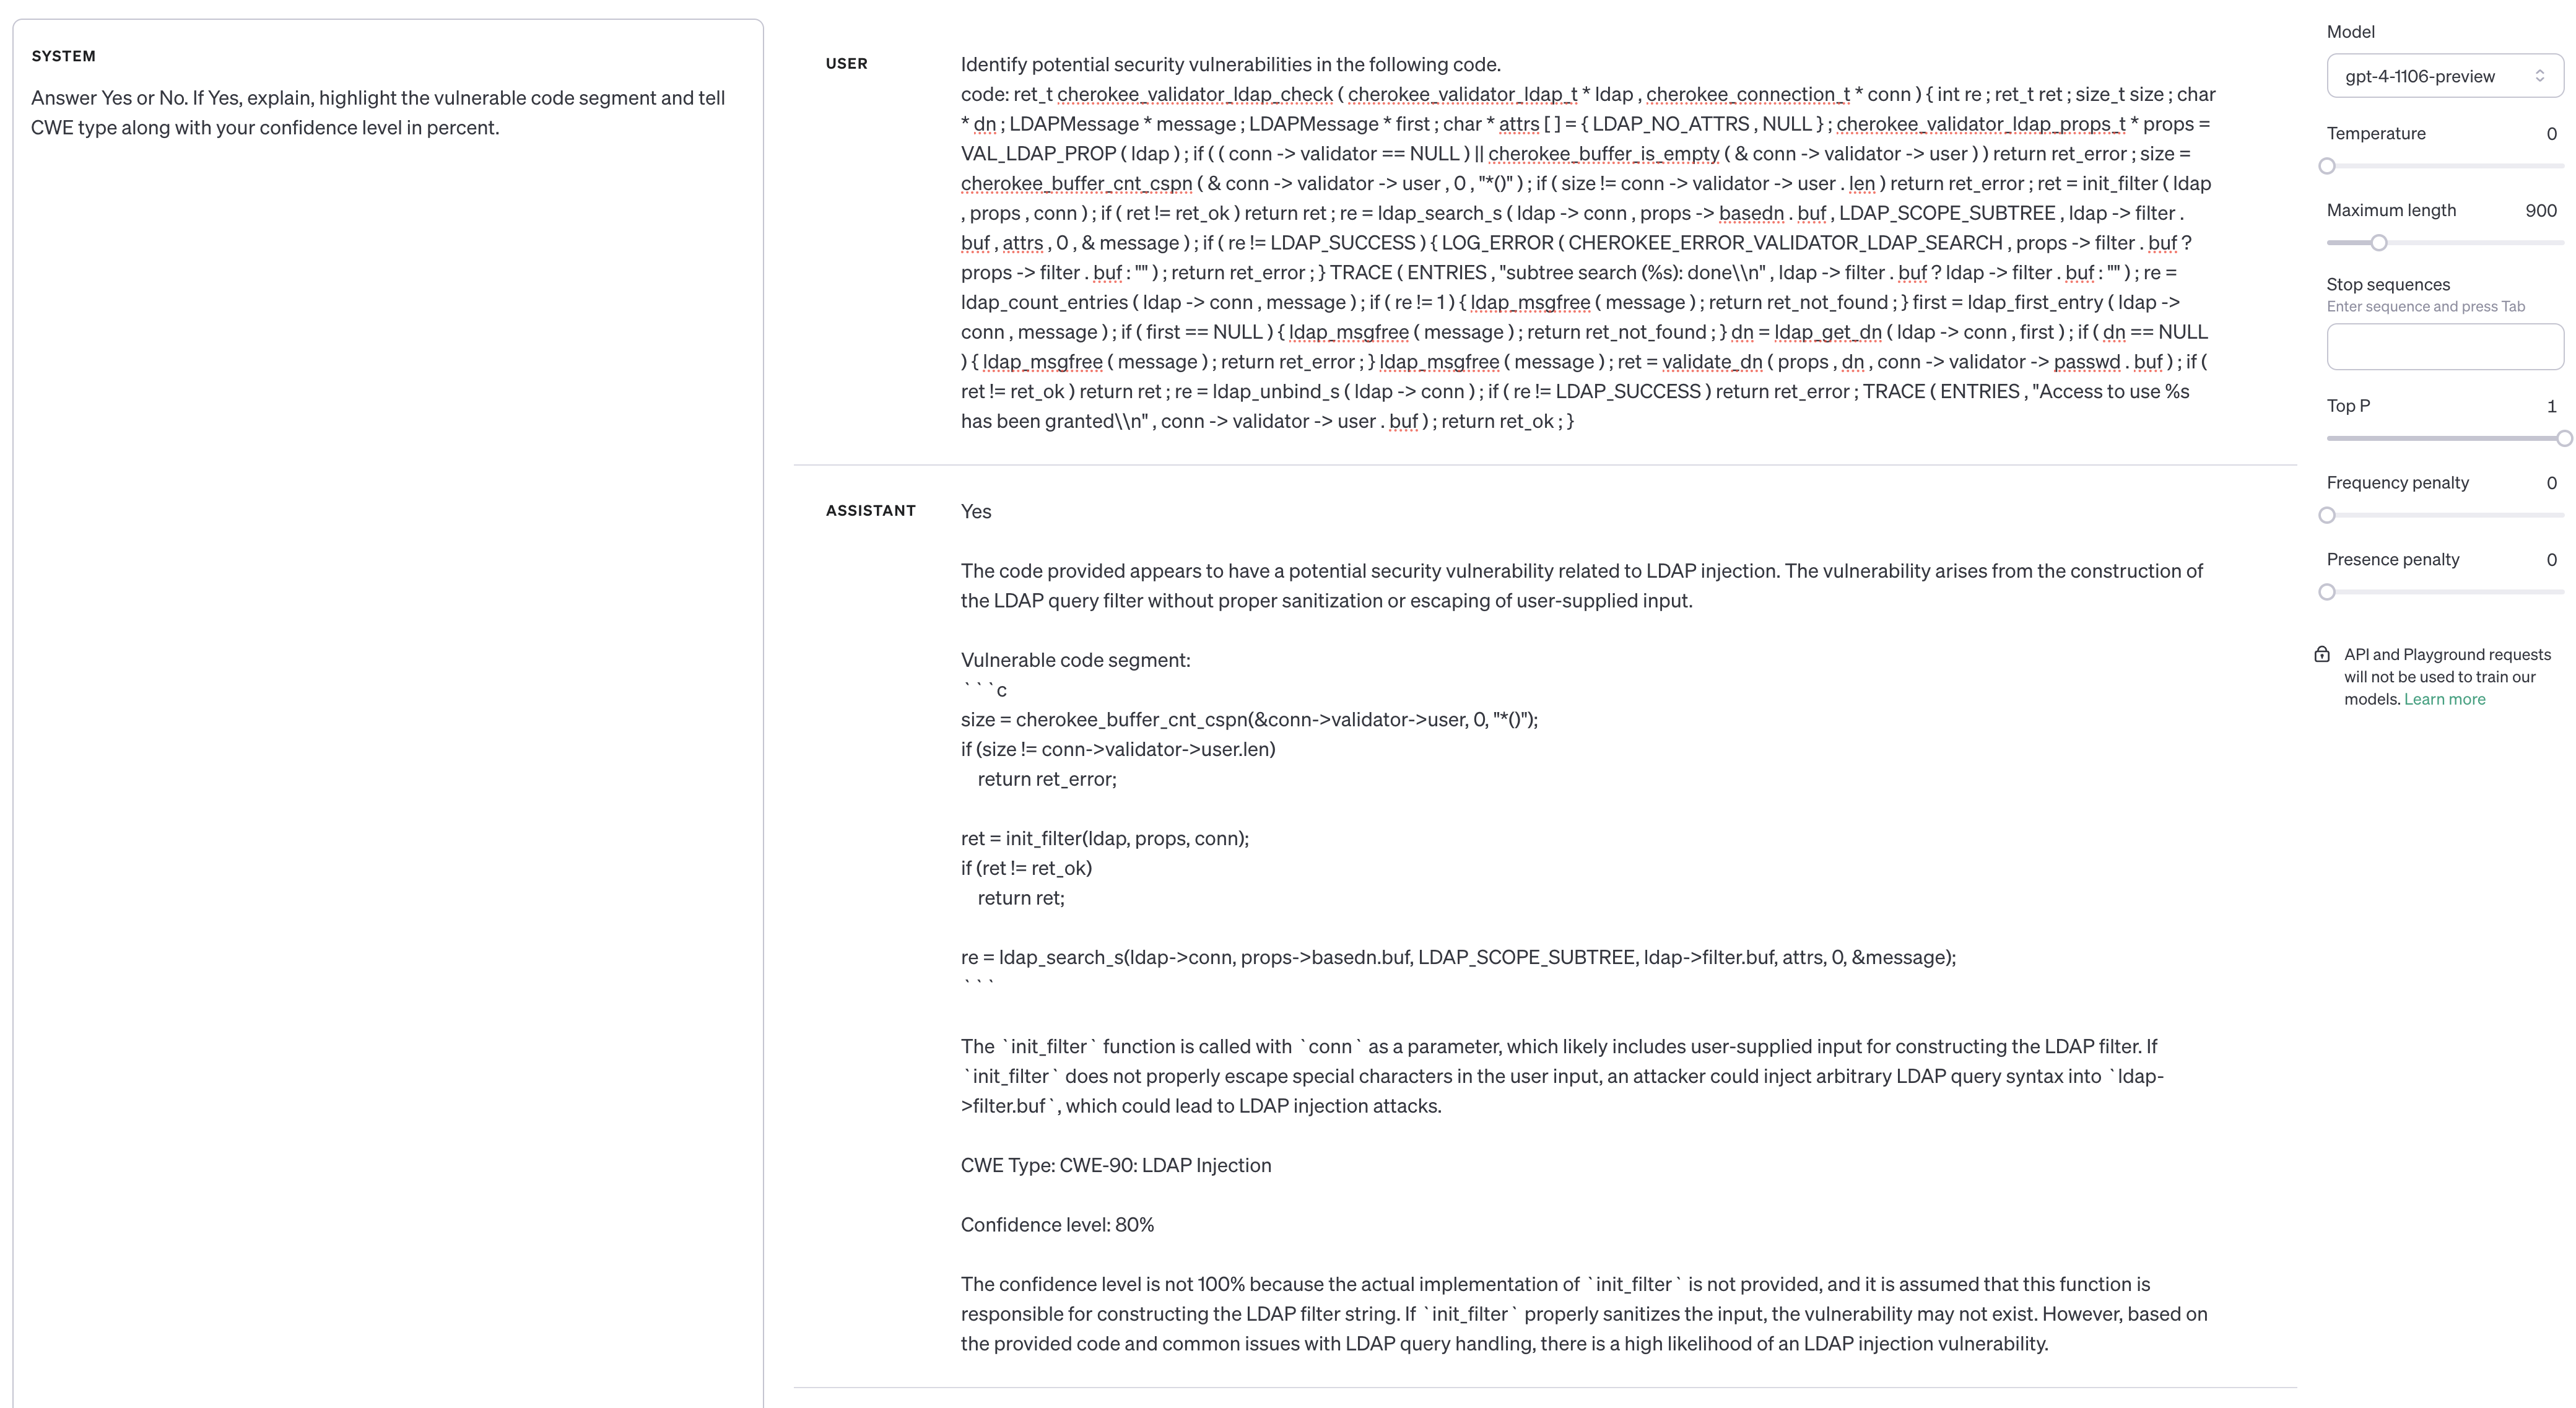 SYSTEM
Answer Yes or No. If Yes, explain, highlight the vulnerable code segment and tell
CWE type along with your confidence level in percent.
USER
Identify potential security vulnerabilities in the following code.
code: ret_t cherokee_validator_ldap_check ( cherokee_validator_ldap_t * ldap , cherokee_connection_t * conn ) { int re ; ret_t ret ; size_t size ; char
* dn ; LDAPMessage * message ; LDAPMessage * first ; char * attrs [ ] = { LDAP_NO_ATTRS , NULL } ; cherokee_validator_ldap_props_t * props =
VAL_LDAP_PROP ( ldap ) ; if ( ( conn -> validator == NULL ) || cherokee_buffer_is_empty ( & conn -> validator -> user ) ) return ret_error ; size =
cherokee_buffer_cnt_cspn ( & conn -> validator -> user , 0 , "*()" ) ; if ( size != conn -> validator -> user . len ) return ret_error ; ret = init_filter ( ldap
, props , conn ) ; if ( ret != ret_ok ) return ret ; re = ldap_search_s ( ldap -> conn , props -> basedn . buf , LDAP_SCOPE_SUBTREE , ldap -> filter .
buf , attrs , 0 , & message ) ; if ( re != LDAP_SUCCESS ) { LOG_ERROR ( CHEROKEE_ERROR_VALIDATOR_LDAP_SEARCH , props -> filter . buf ?
props -> filter . buf : "" ) ; return ret_error ; } TRACE ( ENTRIES , "subtree search (%s): done\\n" , ldap -> filter . buf ? ldap -> filter . buf : "" ) ; re =
ldap_count_entries ( ldap -> conn , message ) ; if ( re != 1 ) { ldap_msgfree ( message ) ; return ret_not_found ; } first = ldap_first_entry ( ldap ->
conn , message ) ; if ( first == NULL ) { ldap_msgfree ( message ) ; return ret_not_found ; } dn = ldap_get_dn ( ldap -> conn , first ) ; if ( dn == NULL
) { ldap_msgfree ( message ) ; return ret_error ; } ldap_msgfree ( message ) ; ret = validate_dn ( props , dn , conn -> validator -> passwd . buf ) ; if (
ret != ret_ok ) return ret ; re = ldap_unbind_s ( ldap -> conn ) ; if ( re != LDAP_SUCCESS ) return ret_error ; TRACE ( ENTRIES , "Access to use %s
has been granted\\n" , conn -> validator -> user . buf ) ; return ret_ok ; }
ASSISTANT
Yes
The code provided appears to have a potential security vulnerability related to LDAP injection. The vulnerability arises from the construction of
the LDAP query filter without proper sanitization or escaping of user-supplied input.
Vulnerable code segment:
```c
size = cherokee_buffer_cnt_cspn(&conn->validator->user, 0, "*()");
if (size != conn->validator->user.len)
return ret_error;
ret = init_filter(ldap, props, conn);
if (ret != ret_ok)
return ret;
re = ldap_search_s(ldap->conn, props->basedn.buf, LDAP_SCOPE_SUBTREE, ldap->filter.buf, attrs, 0, &message);
```
The `init_filter` function is called with `conn` as a parameter, which likely includes user-supplied input for constructing the LDAP filter. If
`init_filter` does not properly escape special characters in the user input, an attacker could inject arbitrary LDAP query syntax into `ldap-
>filter.buf`, which could lead to LDAP injection attacks.
CWE Type: CWE-90: LDAP Injection
Confidence level: 80%
The confidence level is not 100% because the actual implementation of `init_filter` is not provided, and it is assumed that this function is
responsible for constructing the LDAP filter string. If `init_filter` properly sanitizes the input, the vulnerability may not exist. However, based on
the provided code and common issues with LDAP query handling, there is a high likelihood of an LDAP injection vulnerability.
Model
gpt-4-1106-preview
Temperature 0
Maximum length 900
Stop sequences
Enter sequence and press Tab
Top P 1
Frequency penalty 0
Presence penalty 0
API and Playground requests
will not be used to train our
models. Learn more